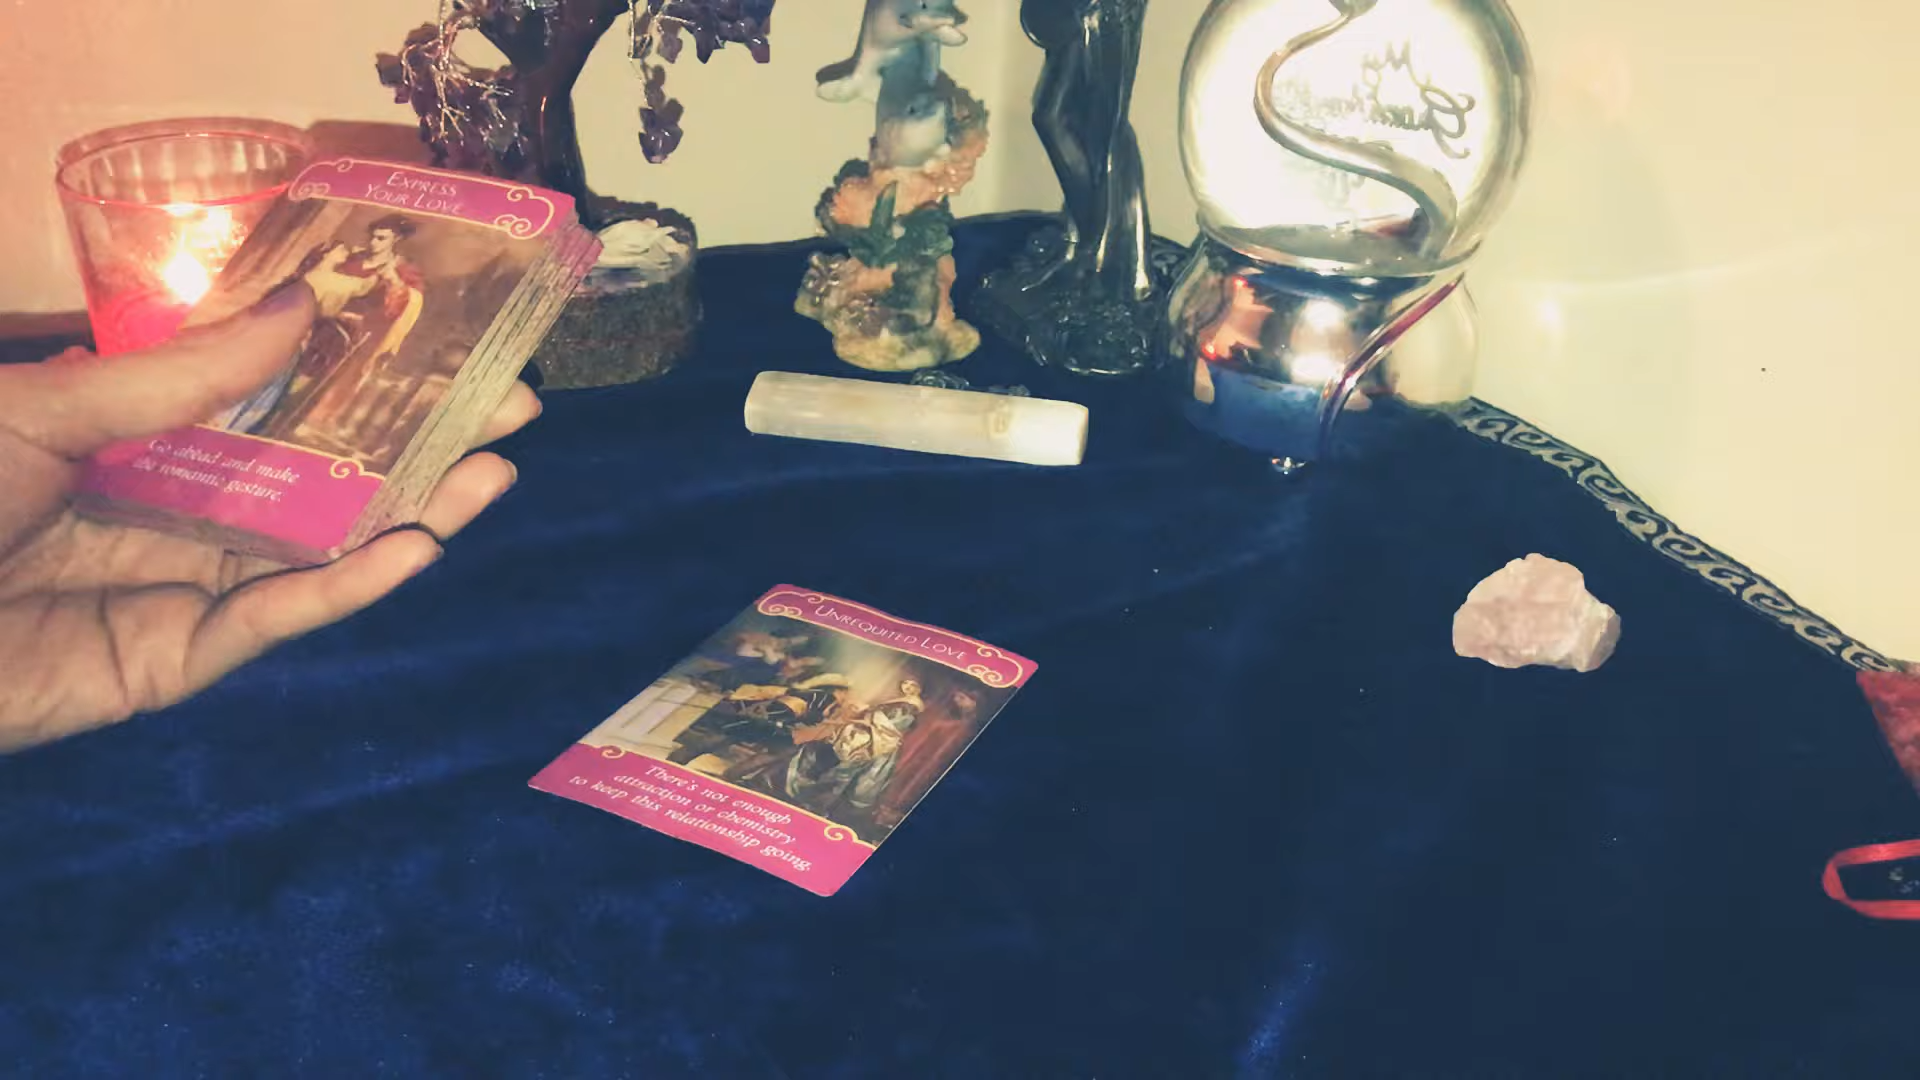 My
EXPRESS
YOUR LOVE
Go ahead and make
the romantic gesture.
UNREQUITED LOVE
There's not enough
attraction or chemistry
to keep this relationship going.